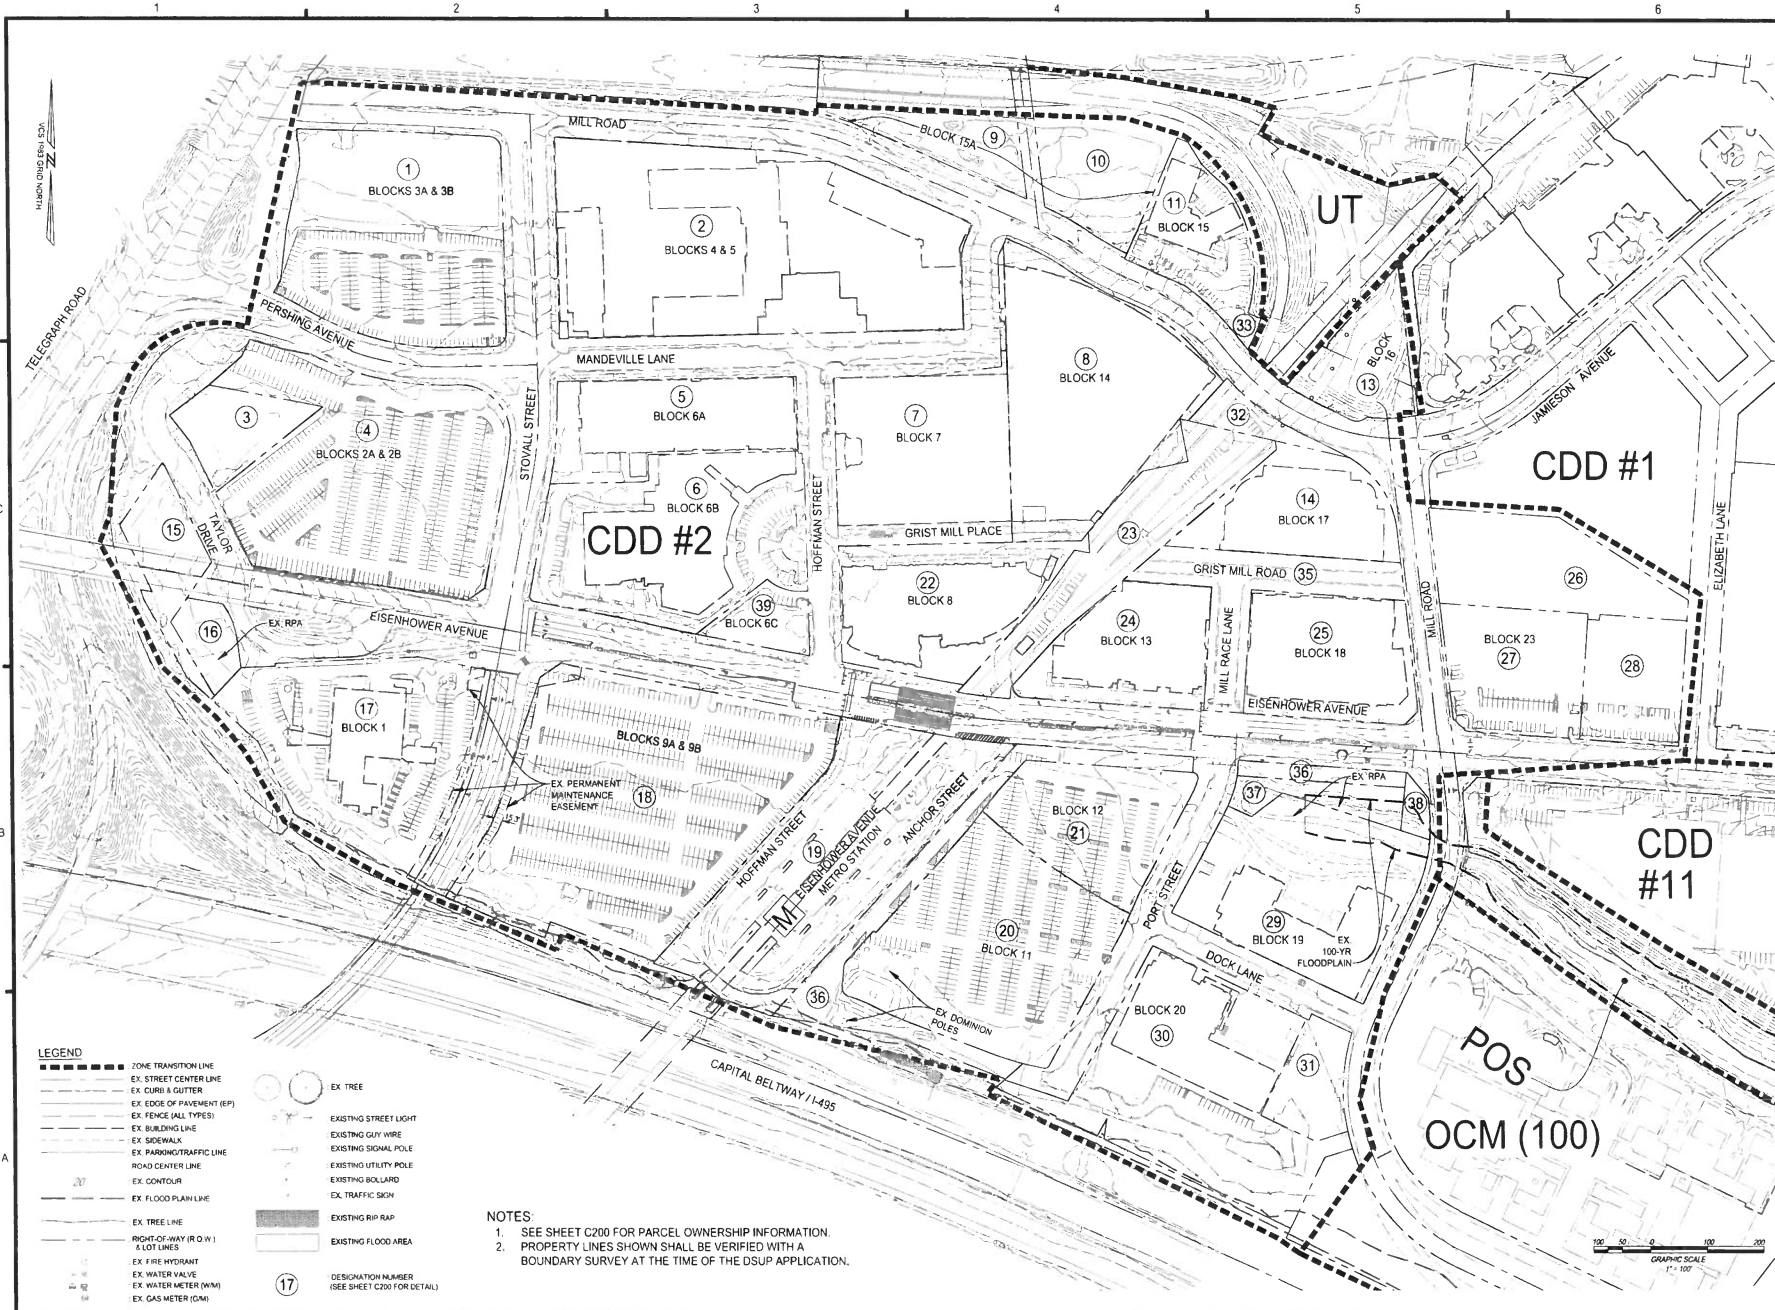 1 2 3 4 5 6
VCS 1983 GRID NORTH
N
MILL ROAD
BLOCK 15A
9
10
1
BLOCKS 3A & 3B
2
BLOCKS 4 & 5
11
BLOCK 15
UT
TELEGRAPH ROAD
PERSHING AVENUE
33
MANDEVILLE LANE
8
BLOCK 14
BLOCK 16
13
JAMIESON AVENUE
3
4
BLOCKS 2A & 2B
STOVALL STREET
5
BLOCK 6A
7
BLOCK 7
32
CDD #1
6
BLOCK 6B
HOFFMAN STREET
14
BLOCK 17
C
15
TAYLOR DRIVE
CDD #2
GRIST MILL PLACE
23
ELIZABETH LANE
GRIST MILL ROAD
35
26
22
BLOCK 8
39
BLOCK 6C
16
EX. RPA
EISENHOWER AVENUE
24
BLOCK 13
MILL RACE LANE
25
BLOCK 18
MILL ROAD
BLOCK 23
27
28
17
BLOCK 1
EISENHOWER AVENUE
BLOCKS 9A & 9B
EX. PERMANENT
MAINTENANCE
EASEMENT
15.3'
18
HOFFMAN STREET
19
EISENHOWER AVENUE
METRO STATION
M
ANCHOR STREET
BLOCK 12
21
36
EX. RPA
37
38
B
CDD
#11
PORT STREET
20
BLOCK 11
29
BLOCK 19
EX.
100-YR
FLOODPLAIN
DOCK LANE
36
EX. DOMINION
POLES
BLOCK 20
30
31
POS
OCM (100)
CAPITAL BELTWAY / I-495
A
LEGEND
ZONE TRANSITION LINE
EX. STREET CENTER LINE
EX. CURB & GUTTER
EX. EDGE OF PAVEMENT (EP)
EX. FENCE (ALL TYPES)
EX. BUILDING LINE
EX. SIDEWALK
EX. PARKING/TRAFFIC LINE
ROAD CENTER LINE
20 EX. CONTOUR
EX. FLOOD PLAIN LINE
EX. TREE LINE
RIGHT-OF-WAY (R.O.W.)
& LOT LINES
EX. FIRE HYDRANT
EX. WATER VALVE
EX. WATER METER (W/M)
EX. GAS METER (G/M)
EX. TREE
EXISTING STREET LIGHT
EXISTING GUY WIRE
EXISTING SIGNAL POLE
EXISTING UTILITY POLE
EXISTING BOLLARD
EX. TRAFFIC SIGN
EXISTING RIP RAP
EXISTING FLOOD AREA
17 DESIGNATION NUMBER
(SEE SHEET C200 FOR DETAIL)
NOTES:
1. SEE SHEET C200 FOR PARCEL OWNERSHIP INFORMATION.
2. PROPERTY LINES SHOWN SHALL BE VERIFIED WITH A
BOUNDARY SURVEY AT THE TIME OF THE DSUP APPLICATION.
100 50 0 100 200
GRAPHIC SCALE
1" = 100'